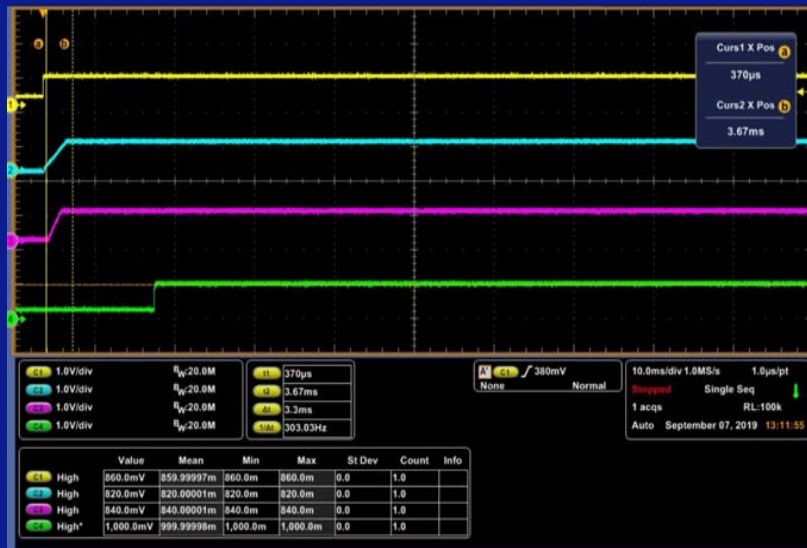 a b
Curs1 X Pos a
370µs
Curs2 X Pos b
3.67ms
1
2
3
4
C1 1.0V/div BW:20.0M
C2 1.0V/div BW:20.0M
C3 1.0V/div BW:20.0M
C4 1.0V/div BW:20.0M
t1 370µs
t2 3.67ms
Δt 3.3ms
1/Δt 303.03Hz
A' C1 380mV
None Normal
10.0ms/div 1.0MS/s 1.0µs/pt
Stopped Single Seq
1 acqs RL:100k
Auto September 07, 2019 13:11:55
Value Mean Min Max St Dev Count Info
C1 High 860.0mV 859.99997m 860.0m 860.0m 0.0 1.0
C2 High 820.0mV 820.00001m 820.0m 820.0m 0.0 1.0
C3 High 840.0mV 840.00001m 840.0m 840.0m 0.0 1.0
C4 High* 1,000.0mV 999.99998m 1,000.0m 1,000.0m 0.0 1.0